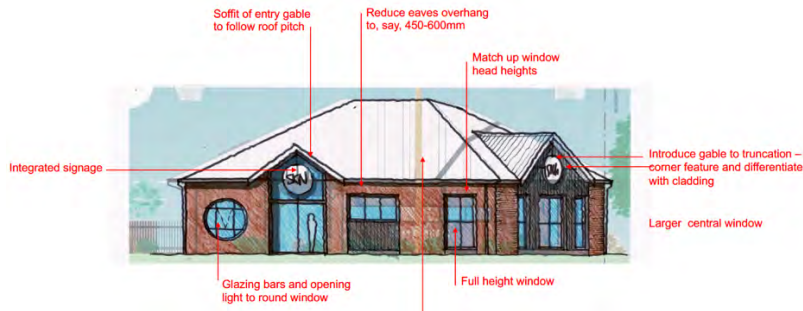 Soffit of entry gable
to follow roof pitch
Reduce eaves overhang
to, say, 450-600mm
Match up window
head heights
Integrated signage
SKN
Introduce gable to truncation –
corner feature and differentiate
with cladding
Larger central window
Glazing bars and opening
light to round window
Full height window